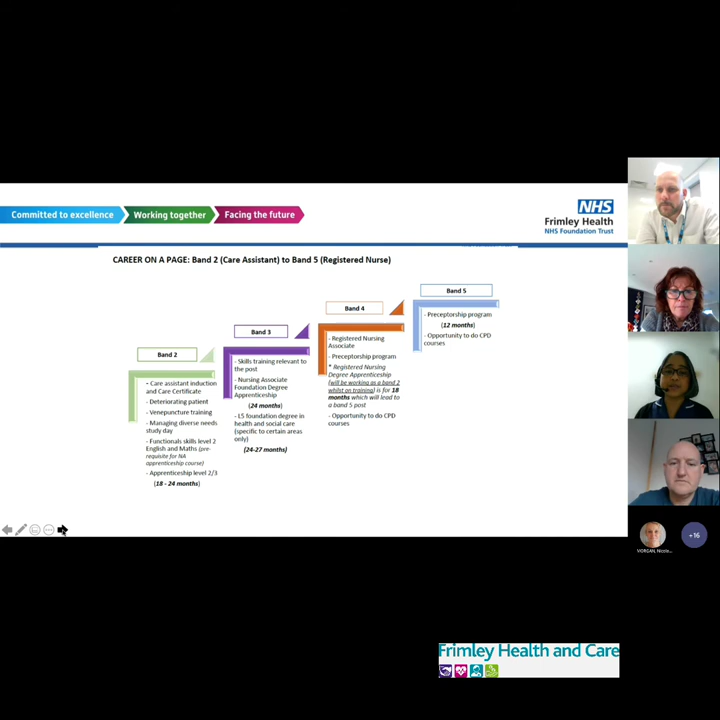 Committed to excellence
Working together
Facing the future
NHS
Frimley Health
NHS Foundation Trust
CAREER ON A PAGE: Band 2 (Care Assistant) to Band 5 (Registered Nurse)
Band 2
- Care assistant induction
and Care Certificate
- Deteriorating patient
- Venepuncture training
- Managing diverse needs
study day
- Functionals skills level 2
English and Maths (pre-
requisite for NA
apprenticeship course)
- Apprenticeship level 2/3
(18 - 24 months)
Band 3
- Skills training relevant to
the post
- Nursing Associate
Foundation Degree
Apprenticeship
(24 months)
- L5 foundation degree in
health and social care
(specific to certain areas
only)
(24-27 months)
Band 4
- Registered Nursing
Associate
- Preceptorship program
* Registered Nursing
Degree Apprenticeship
(will be working as a band 2
whilst on training) is for 18
months which will lead to
a band 5 post
- Opportunity to do CPD
courses
Band 5
- Preceptorship program
(12 months)
- Opportunity to do CPD
courses
+16
Frimley Health and Care